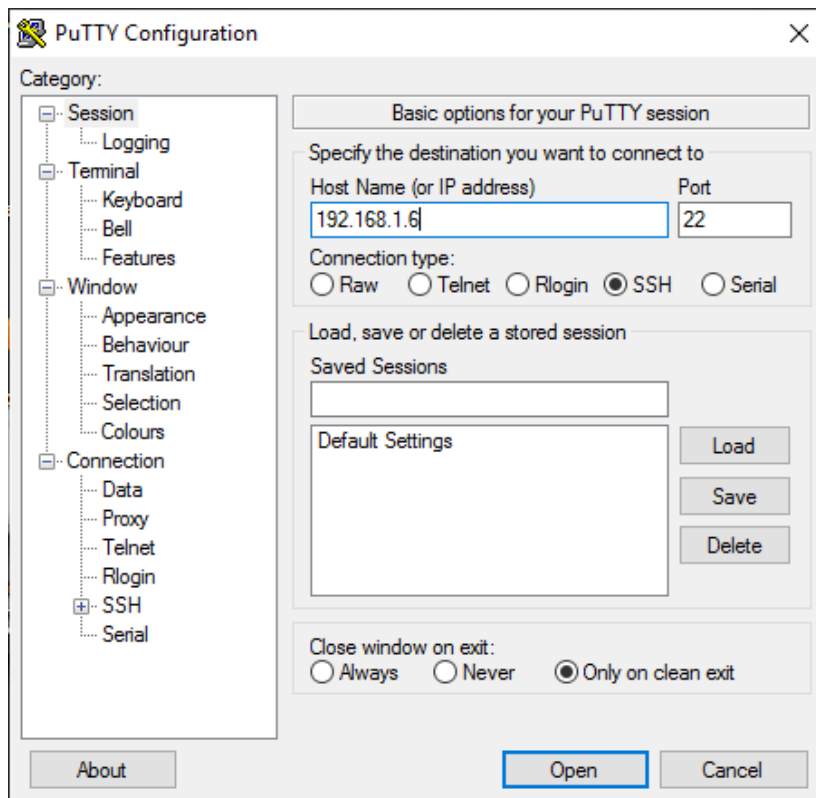 PuTTY Configuration
Category:
Session
Logging
Terminal
Keyboard
Bell
Features
Window
Appearance
Behaviour
Translation
Selection
Colours
Connection
Data
Proxy
Telnet
Rlogin
SSH
Serial
Basic options for your PuTTY session
Specify the destination you want to connect to
Host Name (or IP address) Port
192.168.1.6 22
Connection type:
Raw Telnet Rlogin SSH Serial
Load, save or delete a stored session
Saved Sessions
Default Settings
Load
Save
Delete
Close window on exit:
Always Never Only on clean exit
About Open Cancel